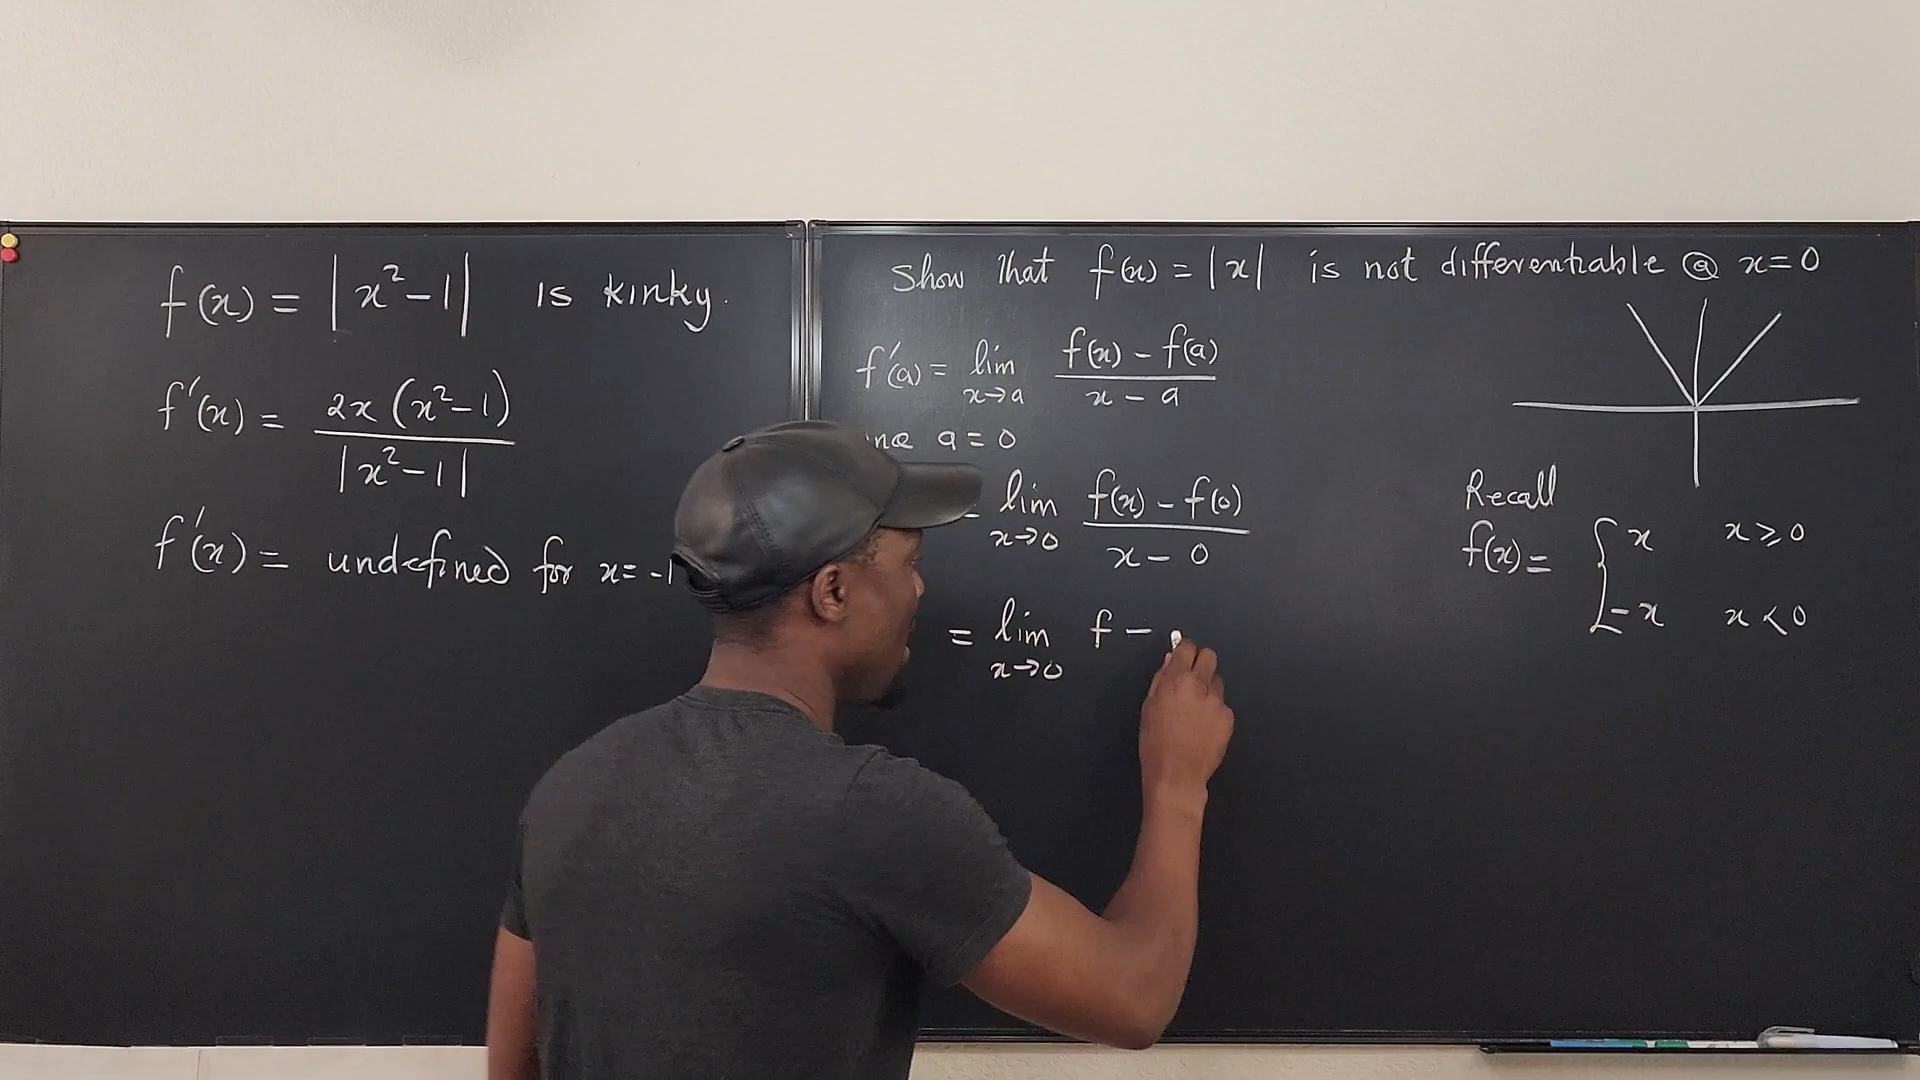 f(x) = |x²-1| is kinky.
f'(x) = 2x(x²-1) / |x²-1|
f'(x) = undefined for x = -1
Show that f(x) = |x| is not differentiable @ x=0
f'(a) = lim x→a f(x) - f(a) / x - a
a = 0
= lim x→0 f(x) - f(0) / x - 0
= lim x→0 f -
Recall
f(x) = { x x ≥ 0
-x x < 0